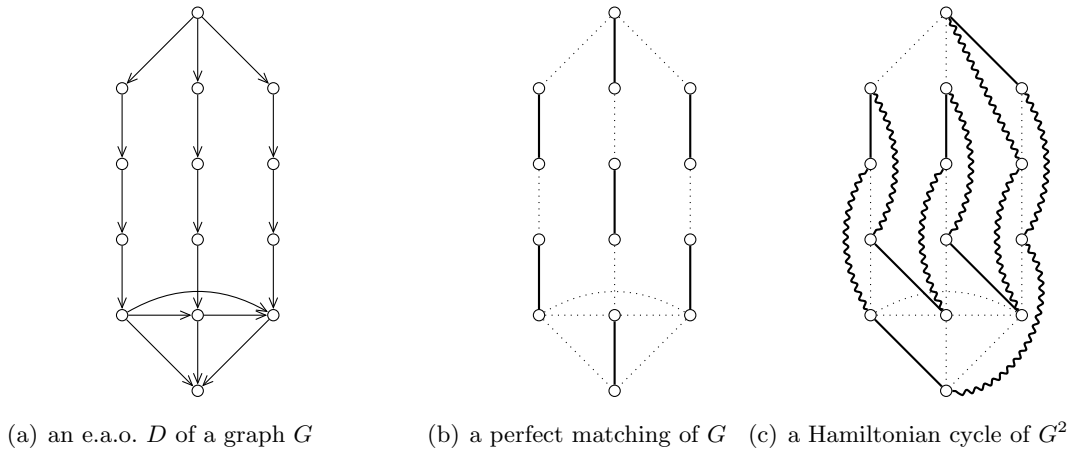 (a) an e.a.o. D of a graph G
(b) a perfect matching of G
(c) a Hamiltonian cycle of G²